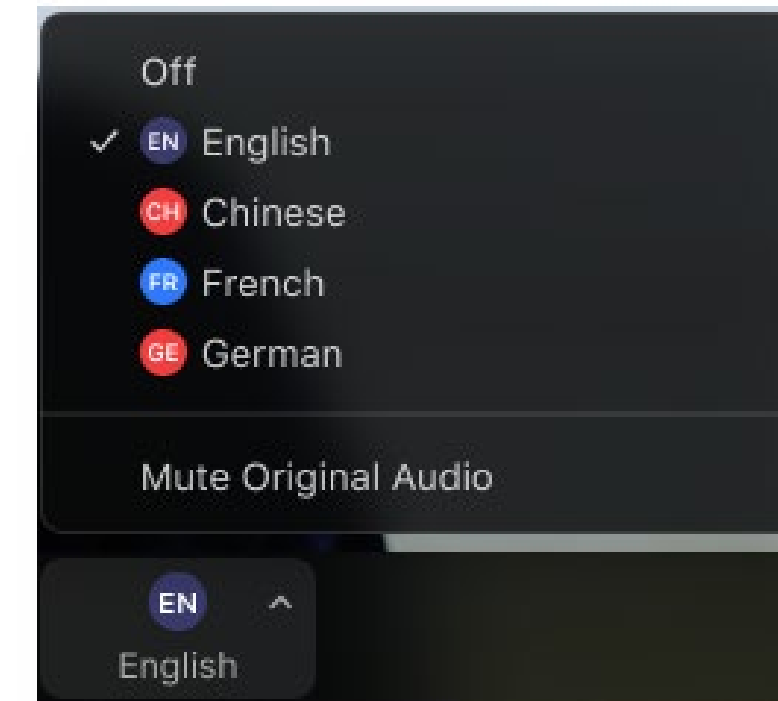 Off
EN English
CH Chinese
FR French
GE German
Mute Original Audio
EN
English